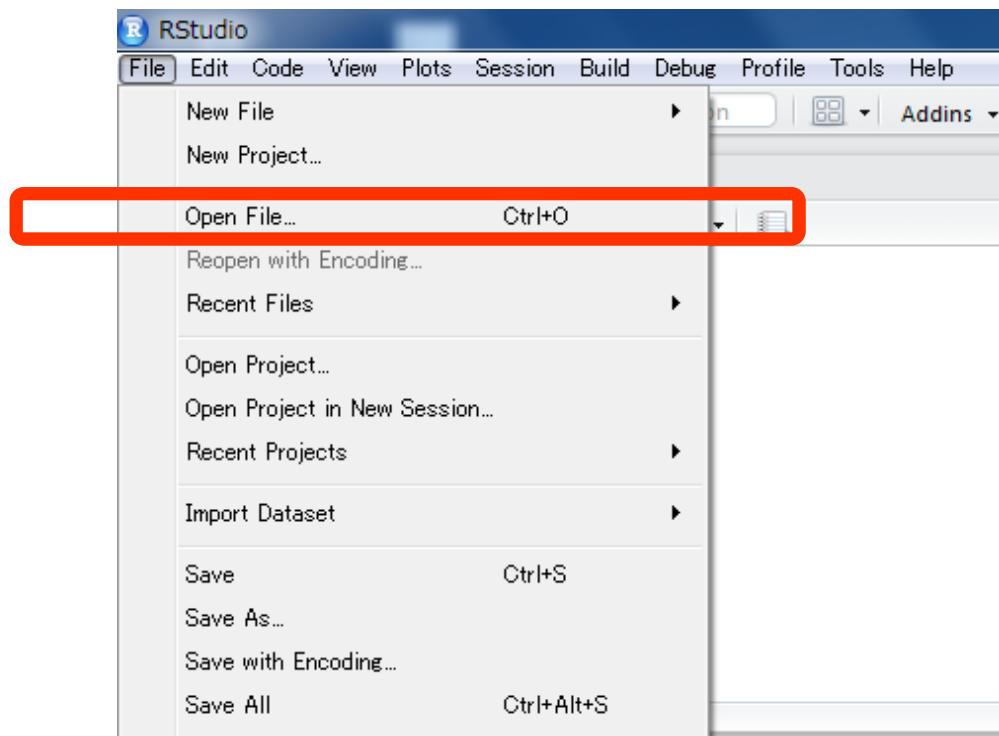 RStudio
File Edit Code View Plots Session Build Debug Profile Tools Help
New File
Addins
New Project...
Open File... Ctrl+O
Reopen with Encoding...
Recent Files
Open Project...
Open Project in New Session...
Recent Projects
Import Dataset
Save Ctrl+S
Save As...
Save with Encoding...
Save All Ctrl+Alt+S